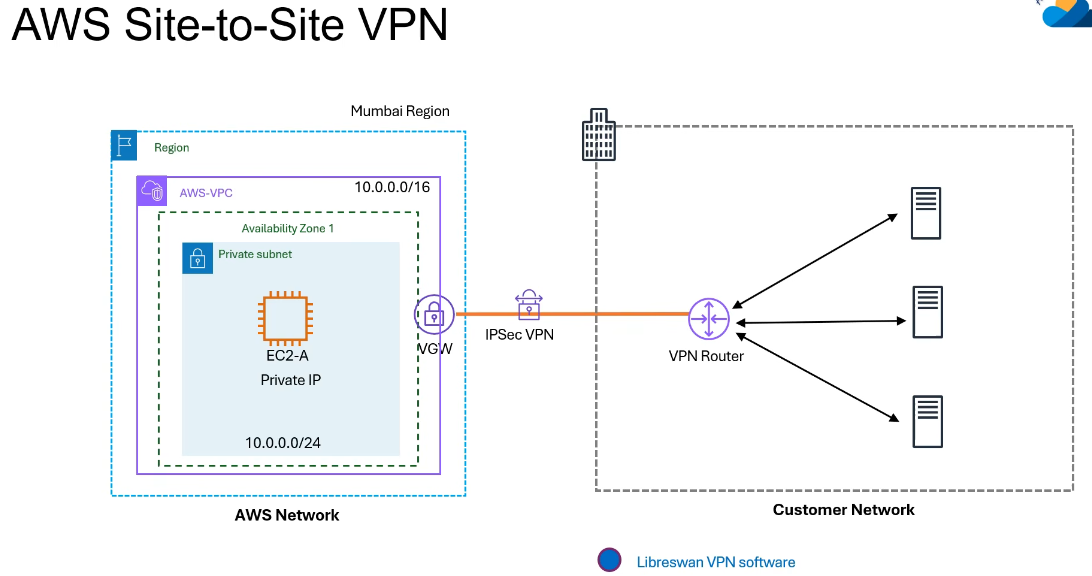 AWS Site-to-Site VPN
Mumbai Region
Region
AWS-VPC
10.0.0.0/16
Availability Zone 1
Private subnet
EC2-A
Private IP
10.0.0.0/24
VGW
IPSec VPN
VPN Router
AWS Network
Customer Network
Libreswan VPN software